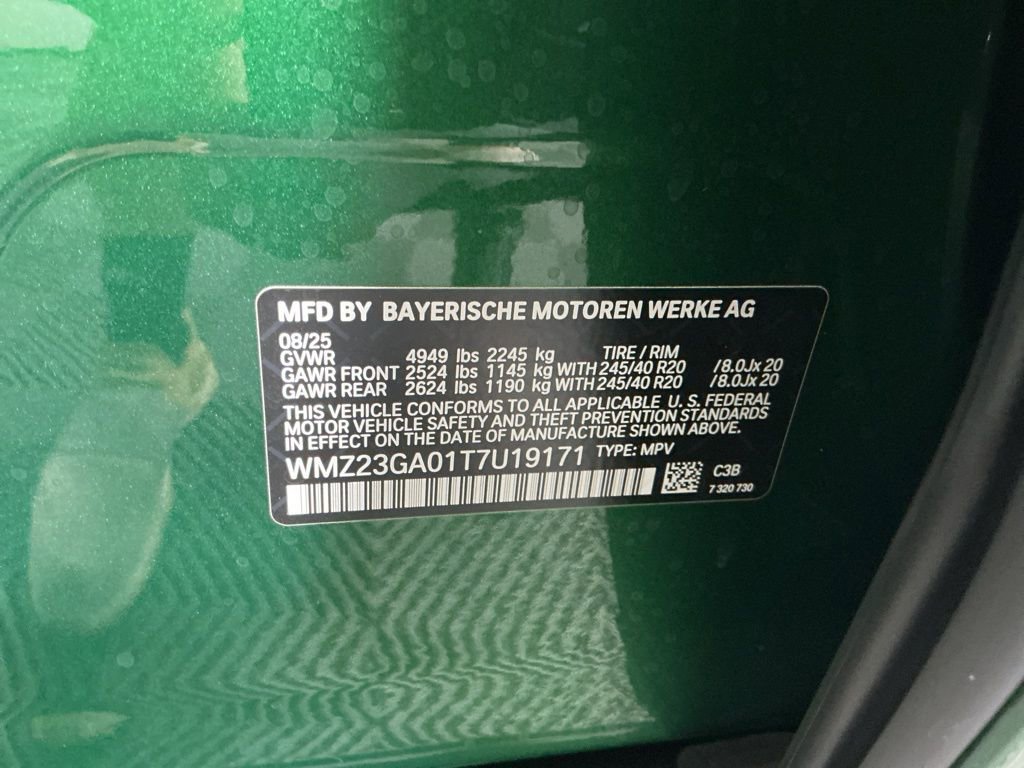 MFD BY BAYERISCHE MOTOREN WERKE AG
08/25
GVWR 4949 lbs 2245 kg TIRE / RIM
GAWR FRONT 2524 lbs 1145 kg WITH 245/40 R20 /8.0Jx 20
GAWR REAR 2624 lbs 1190 kg WITH 245/40 R20 /8.0Jx 20
THIS VEHICLE CONFORMS TO ALL APPLICABLE U. S. FEDERAL
MOTOR VEHICLE SAFETY AND THEFT PREVENTION STANDARDS
IN EFFECT ON THE DATE OF MANUFACTURE SHOWN ABOVE.
WMZ23GA01T7U19171 TYPE: MPV
C3B
7 320 730